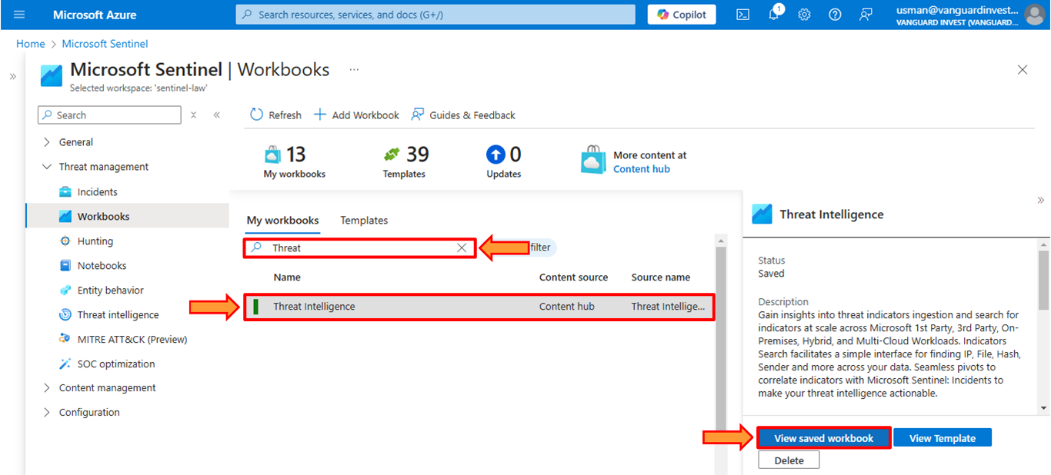 Microsoft Azure
Search resources, services, and docs (G+/)
Copilot
1
usman@vanguardinvest...
VANGUARD INVEST (VANGUARD...
Home > Microsoft Sentinel
Microsoft Sentinel | Workbooks ...
Selected workspace: 'sentinel-law'
Search
General
Threat management
Incidents
Workbooks
Hunting
Notebooks
Entity behavior
Threat intelligence
MITRE ATT&CK (Preview)
SOC optimization
Content management
Configuration
Refresh
Add Workbook
Guides & Feedback
13
My workbooks
39
Templates
0
Updates
More content at
Content hub
My workbooks
Templates
Threat
filter
Name
Content source
Source name
Threat Intelligence
Content hub
Threat Intellige...
Threat Intelligence
Status
Saved
Description
Gain insights into threat indicators ingestion and search for
indicators at scale across Microsoft 1st Party, 3rd Party, On-
Premises, Hybrid, and Multi-Cloud Workloads. Indicators
Search facilitates a simple interface for finding IP, File, Hash,
Sender and more across your data. Seamless pivots to
correlate indicators with Microsoft Sentinel: Incidents to
make your threat intelligence actionable.
View saved workbook
View Template
Delete